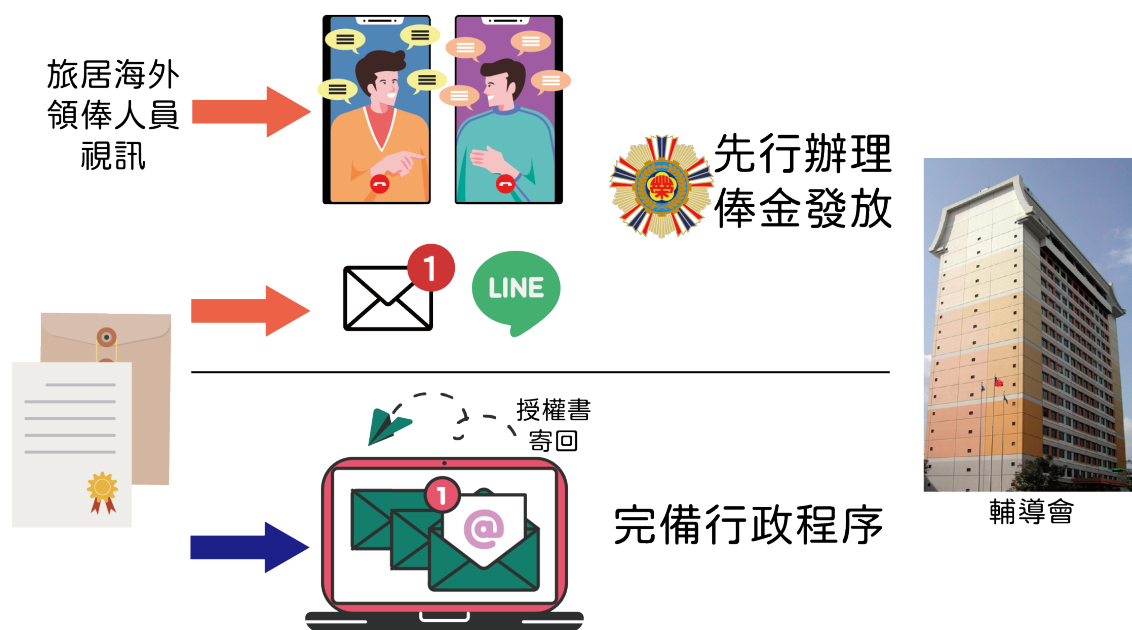 旅居海外
領俸人員
視訊
先行辦理
俸金發放
榮
1
LINE
授權書
寄回
1
@
完備行政程序
輔導會